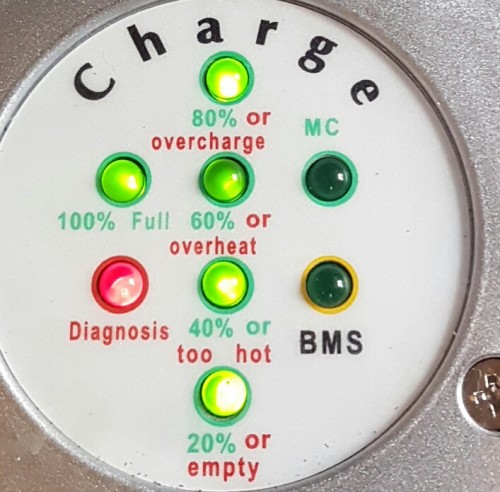 Charge
80% or
overcharge
MC
100% Full
60% or
overheat
Diagnosis
40% or
too hot
BMS
20% or
empty